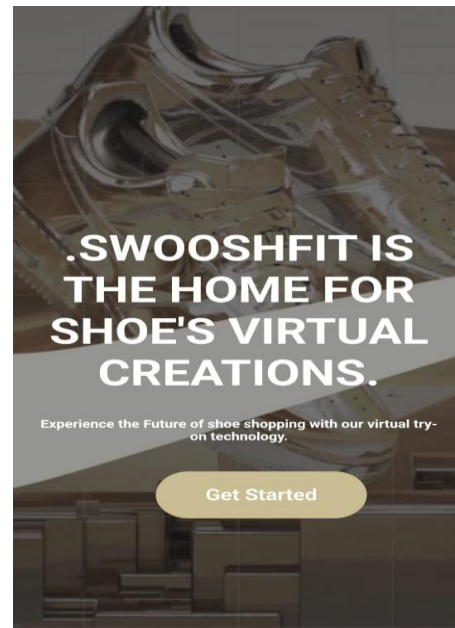 .SWOOSHFIT IS
THE HOME FOR
SHOE'S VIRTUAL
CREATIONS.
Experience the Future of shoe shopping with our virtual try-
on technology.
Get Started